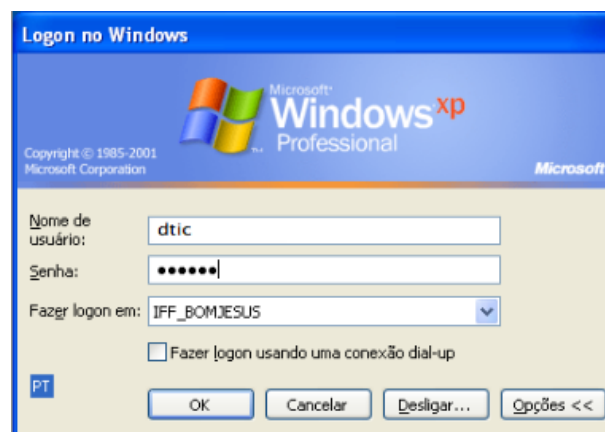 Logon no Windows
Microsoft®
Windows xp
Professional
Copyright © 1985-2001
Microsoft Corporation
Microsoft
Nome de
usuário:
dtic
Senha:
••••••
Fazer logon em:
IFF_BOMJESUS
Fazer logon usando uma conexão dial-up
PT
OK
Cancelar
Desligar...
Opções <<